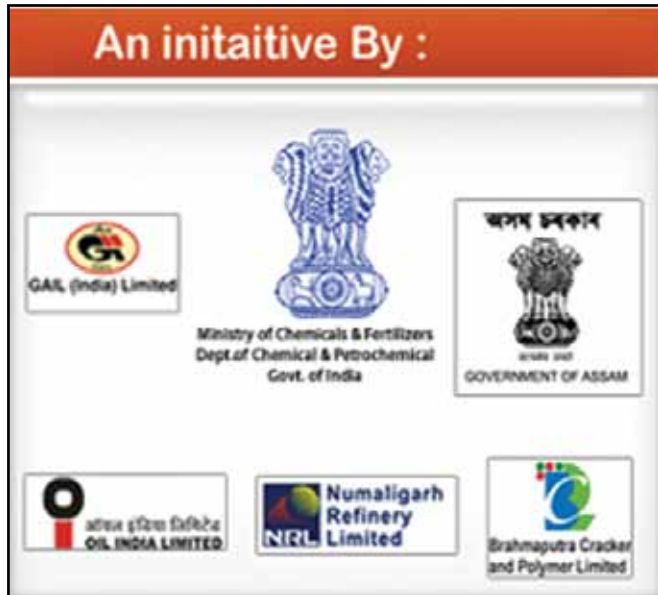 An initaitive By :
GAIL (India) Limited
Ministry of Chemicals & Fertilizers
Dept.of Chemical & Petrochemical
Govt. of India
অসম চৰকাৰ
GOVERNMENT OF ASSAM
ऑयल इंडिया लिमिटेड
OIL INDIA LIMITED
NRL
Numaligarh
Refinery
Limited
Brahmaputra Cracker
and Polymer Limited